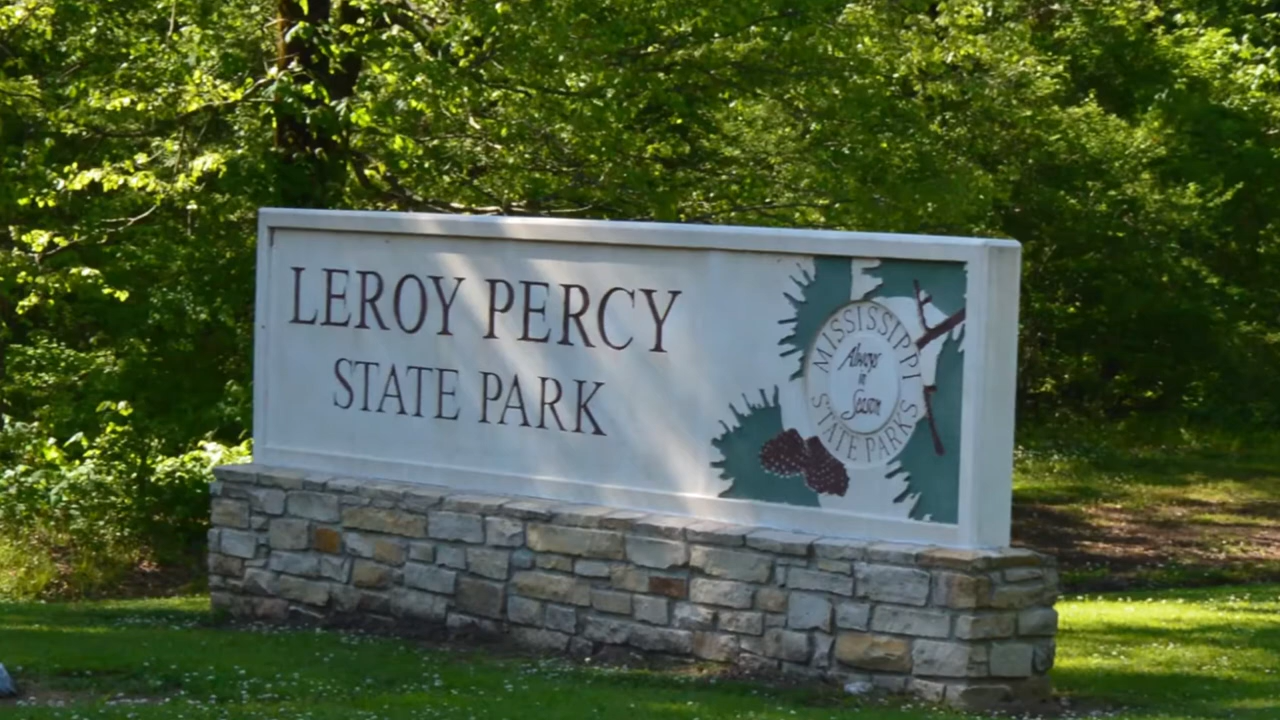 LEROY PERCY
STATE PARK
MISSISSIPPI
Always
in
Season
STATE PARKS